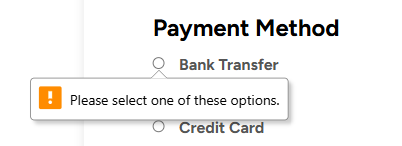 Payment Method
Bank Transfer
Please select one of these options.
Credit Card